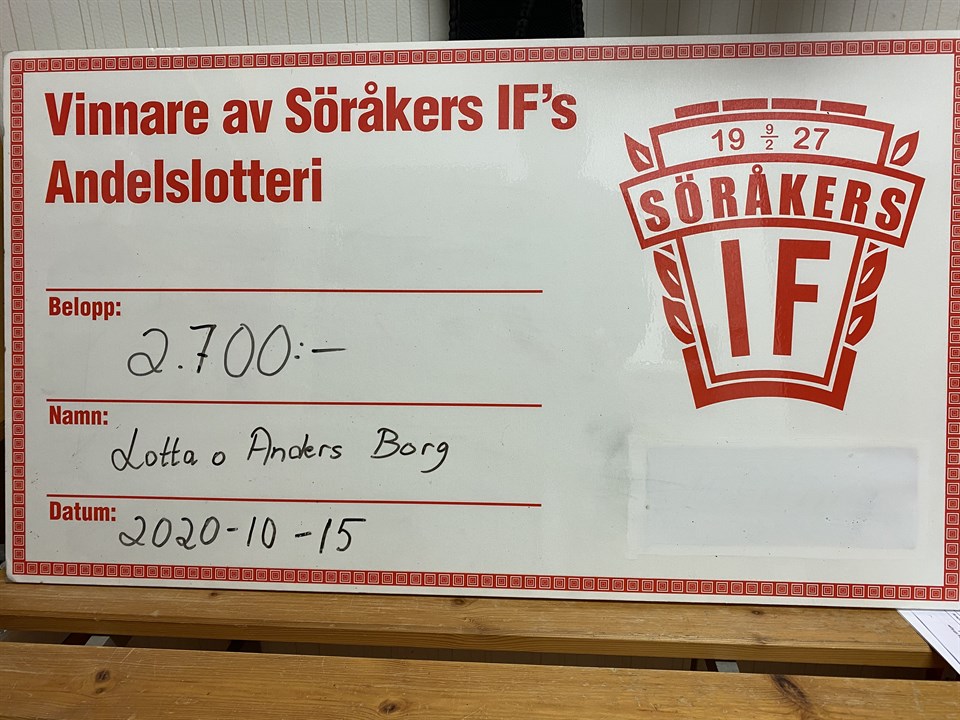 Vinnare av Söråkers IF's
Andelslotteri
19 9/2 27
SÖRÅKERS
IF
Belopp:
2.700:-
Namn:
Lotta o Anders Borg
Datum:
2020-10-15